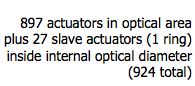 897 actuators in optical area
plus 27 slave actuators (1 ring)
inside internal optical diameter
(924 total)